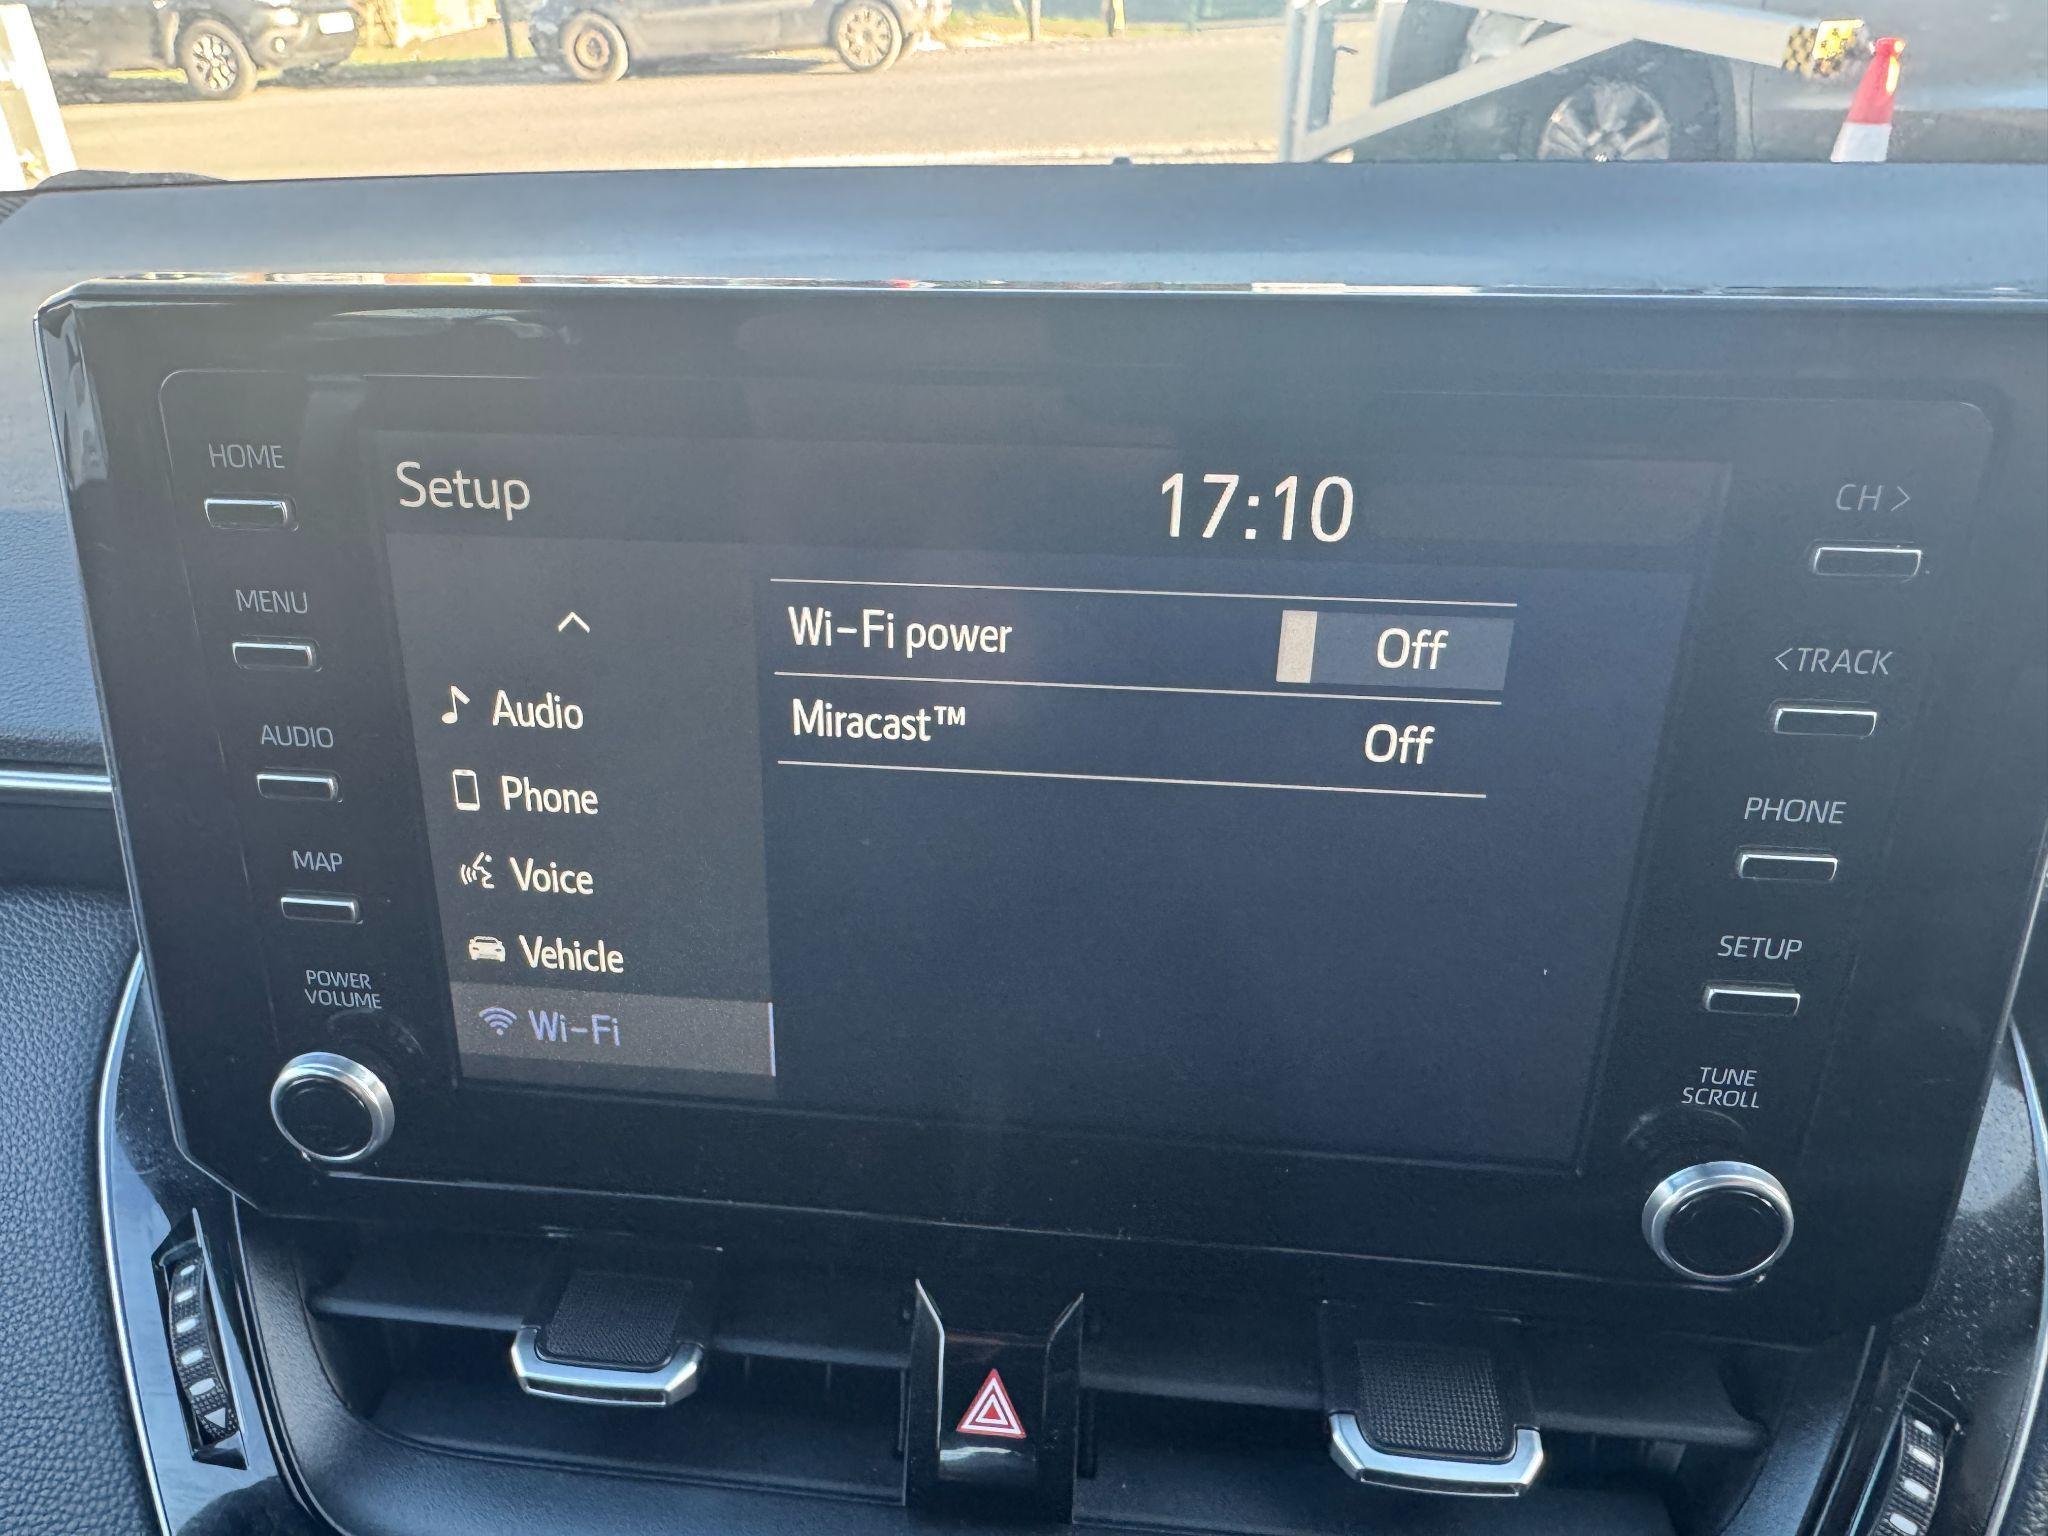 HOME
MENU
AUDIO
MAP
POWER
VOLUME
Setup
17:10
Audio
Phone
Voice
Vehicle
Wi-Fi
Wi-Fi power
Off
Miracast™
Off
CH >
<TRACK
PHONE
SETUP
TUNE
SCROLL